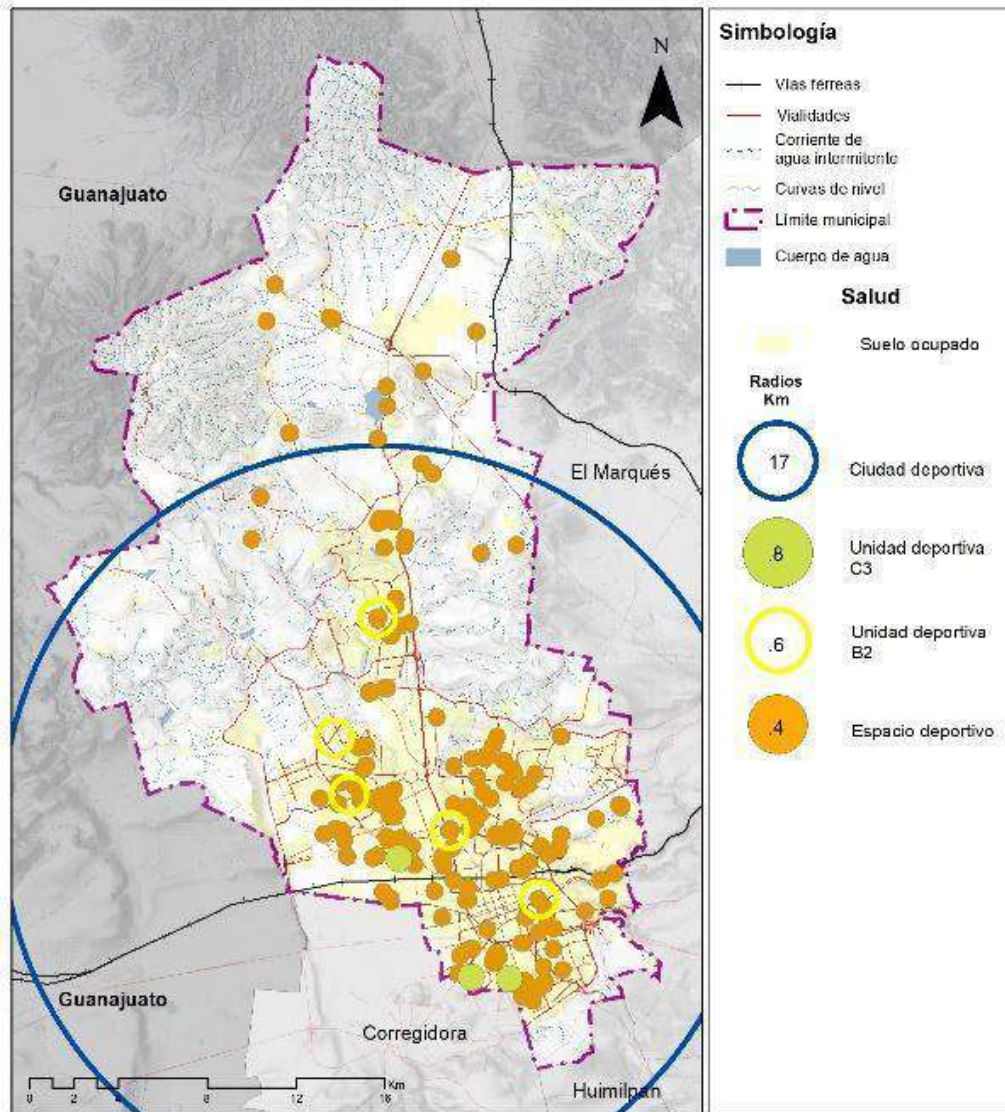 N
Guanajuato
El Marqués
Guanajuato
Corregidora
Huimilpan
Km
0 2 4 8 12 16
Simbología
Vías ferreas
Vialidades
Corriente de
agua intermitente
Curvas de nivel
Límite municipal
Cuerpo de agua
Salud
Suelo ocupado
Radios
Km
17
Ciudad deportiva
.8
Unidad deportiva
C3
.6
Unidad deportiva
B2
.4
Espacio deportivo